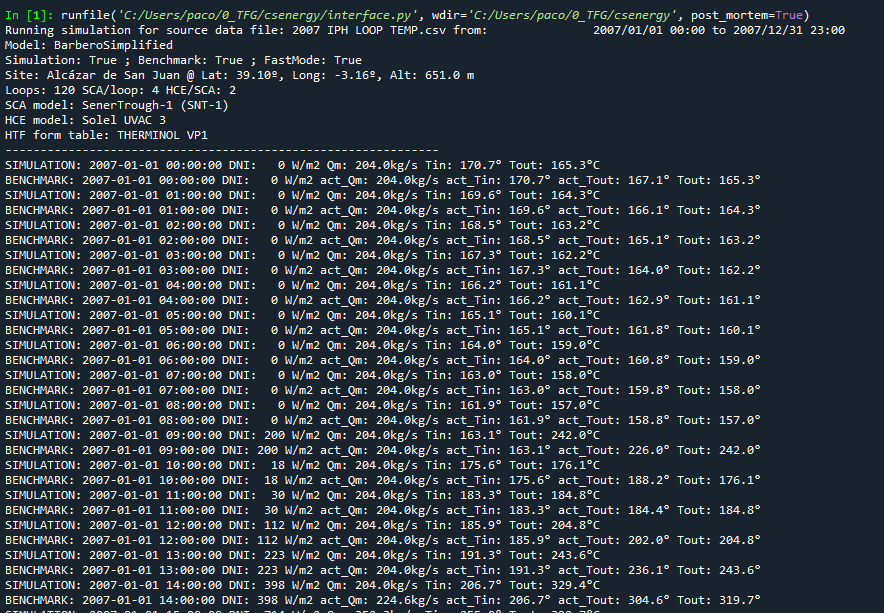 In [1]: runfile('C:/Users/paco/0_TFG/csenergy/interface.py', wdir='C:/Users/paco/0_TFG/csenergy', post_mortem=True)
Running simulation for source data file: 2007 IPH LOOP TEMP.csv from: 2007/01/01 00:00 to 2007/12/31 23:00
Model: BarberoSimplified
Simulation: True ; Benchmark: True ; FastMode: True
Site: Alcázar de San Juan @ Lat: 39.10º, Long: -3.16º, Alt: 651.0 m
Loops: 120 SCA/loop: 4 HCE/SCA: 2
SCA model: SenerTrough-1 (SNT-1)
HCE model: Solel UVAC 3
HTF form table: THERMINOL VP1
--------------------------------------------------------------
SIMULATION: 2007-01-01 00:00:00 DNI:   0 W/m2 Qm: 204.0kg/s Tin: 170.7° Tout: 165.3°C
BENCHMARK: 2007-01-01 00:00:00 DNI:   0 W/m2 act_Qm: 204.0kg/s act_Tin: 170.7° act_Tout: 167.1° Tout: 165.3°
SIMULATION: 2007-01-01 01:00:00 DNI:   0 W/m2 Qm: 204.0kg/s Tin: 169.6° Tout: 164.3°C
BENCHMARK: 2007-01-01 01:00:00 DNI:   0 W/m2 act_Qm: 204.0kg/s act_Tin: 169.6° act_Tout: 166.1° Tout: 164.3°
SIMULATION: 2007-01-01 02:00:00 DNI:   0 W/m2 Qm: 204.0kg/s Tin: 168.5° Tout: 163.2°C
BENCHMARK: 2007-01-01 02:00:00 DNI:   0 W/m2 act_Qm: 204.0kg/s act_Tin: 168.5° act_Tout: 165.1° Tout: 163.2°
SIMULATION: 2007-01-01 03:00:00 DNI:   0 W/m2 Qm: 204.0kg/s Tin: 167.3° Tout: 162.2°C
BENCHMARK: 2007-01-01 03:00:00 DNI:   0 W/m2 act_Qm: 204.0kg/s act_Tin: 167.3° act_Tout: 164.0° Tout: 162.2°
SIMULATION: 2007-01-01 04:00:00 DNI:   0 W/m2 Qm: 204.0kg/s Tin: 166.2° Tout: 161.1°C
BENCHMARK: 2007-01-01 04:00:00 DNI:   0 W/m2 act_Qm: 204.0kg/s act_Tin: 166.2° act_Tout: 162.9° Tout: 161.1°
SIMULATION: 2007-01-01 05:00:00 DNI:   0 W/m2 Qm: 204.0kg/s Tin: 165.1° Tout: 160.1°C
BENCHMARK: 2007-01-01 05:00:00 DNI:   0 W/m2 act_Qm: 204.0kg/s act_Tin: 165.1° act_Tout: 161.8° Tout: 160.1°
SIMULATION: 2007-01-01 06:00:00 DNI:   0 W/m2 Qm: 204.0kg/s Tin: 164.0° Tout: 159.0°C
BENCHMARK: 2007-01-01 06:00:00 DNI:   0 W/m2 act_Qm: 204.0kg/s act_Tin: 164.0° act_Tout: 160.8° Tout: 159.0°
SIMULATION: 2007-01-01 07:00:00 DNI:   0 W/m2 Qm: 204.0kg/s Tin: 163.0° Tout: 158.0°C
BENCHMARK: 2007-01-01 07:00:00 DNI:   0 W/m2 act_Qm: 204.0kg/s act_Tin: 163.0° act_Tout: 159.8° Tout: 158.0°
SIMULATION: 2007-01-01 08:00:00 DNI:   0 W/m2 Qm: 204.0kg/s Tin: 161.9° Tout: 157.0°C
BENCHMARK: 2007-01-01 08:00:00 DNI:   0 W/m2 act_Qm: 204.0kg/s act_Tin: 161.9° act_Tout: 158.8° Tout: 157.0°
SIMULATION: 2007-01-01 09:00:00 DNI: 200 W/m2 Qm: 204.0kg/s Tin: 163.1° Tout: 242.0°C
BENCHMARK: 2007-01-01 09:00:00 DNI: 200 W/m2 act_Qm: 204.0kg/s act_Tin: 163.1° act_Tout: 226.0° Tout: 242.0°
SIMULATION: 2007-01-01 10:00:00 DNI:  18 W/m2 Qm: 204.0kg/s Tin: 175.6° Tout: 176.1°C
BENCHMARK: 2007-01-01 10:00:00 DNI:  18 W/m2 act_Qm: 204.0kg/s act_Tin: 175.6° act_Tout: 188.2° Tout: 176.1°
SIMULATION: 2007-01-01 11:00:00 DNI:  30 W/m2 Qm: 204.0kg/s Tin: 183.3° Tout: 184.8°C
BENCHMARK: 2007-01-01 11:00:00 DNI:  30 W/m2 act_Qm: 204.0kg/s act_Tin: 183.3° act_Tout: 184.4° Tout: 184.8°
SIMULATION: 2007-01-01 12:00:00 DNI: 112 W/m2 Qm: 204.0kg/s Tin: 185.9° Tout: 204.8°C
BENCHMARK: 2007-01-01 12:00:00 DNI: 112 W/m2 act_Qm: 204.0kg/s act_Tin: 185.9° act_Tout: 202.0° Tout: 204.8°
SIMULATION: 2007-01-01 13:00:00 DNI: 223 W/m2 Qm: 204.0kg/s Tin: 191.3° Tout: 243.6°C
BENCHMARK: 2007-01-01 13:00:00 DNI: 223 W/m2 act_Qm: 204.0kg/s act_Tin: 191.3° act_Tout: 236.1° Tout: 243.6°
SIMULATION: 2007-01-01 14:00:00 DNI: 398 W/m2 Qm: 204.0kg/s Tin: 206.7° Tout: 329.4°C
BENCHMARK: 2007-01-01 14:00:00 DNI: 398 W/m2 act_Qm: 224.6kg/s act_Tin: 206.7° act_Tout: 304.6° Tout: 319.7°